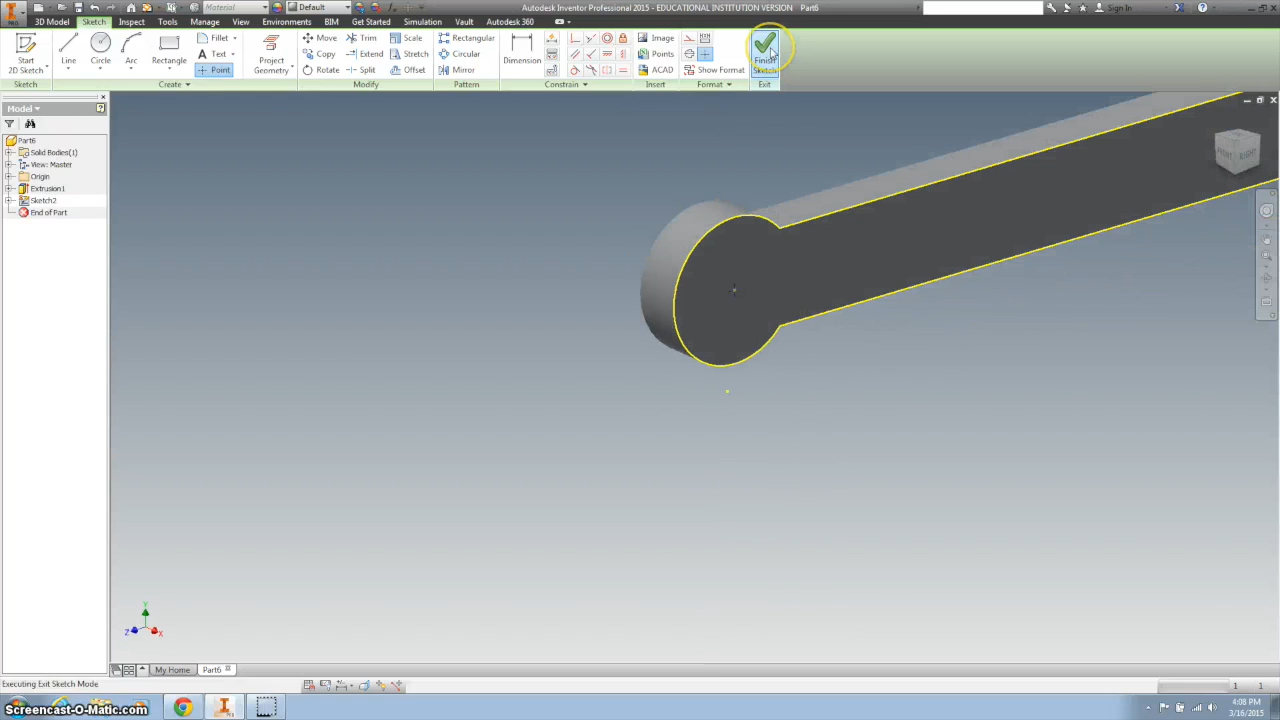 Autodesk Inventor Professional 2015 - EDUCATIONAL INSTITUTION VERSION Part6
Material Default Sign In
PRO 3D Model Sketch Inspect Tools Manage View Environments BIM Get Started Simulation Vault Autodesk 360
Start
2D Sketch
Line
Circle
Arc
Rectangle
Fillet
Text
Point
Project
Geometry
Move Trim Scale
Copy Extend Stretch
Rotate Split Offset
Rectangular
Circular
Mirror
Dimension
Image
Points
ACAD
Show Format
Finish
Sketch
Sketch Create Modify Pattern Constrain Insert Format Exit
Model
Part6
Solid Bodies(1)
View: Master
Origin
Extrusion1
Sketch2
End of Part
FRONT RIGHT
Y
Z X
My Home Part6
Executing Exit Sketch Mode
1 1
Screencast-O-Matic.com
4:08 PM
3/16/2015